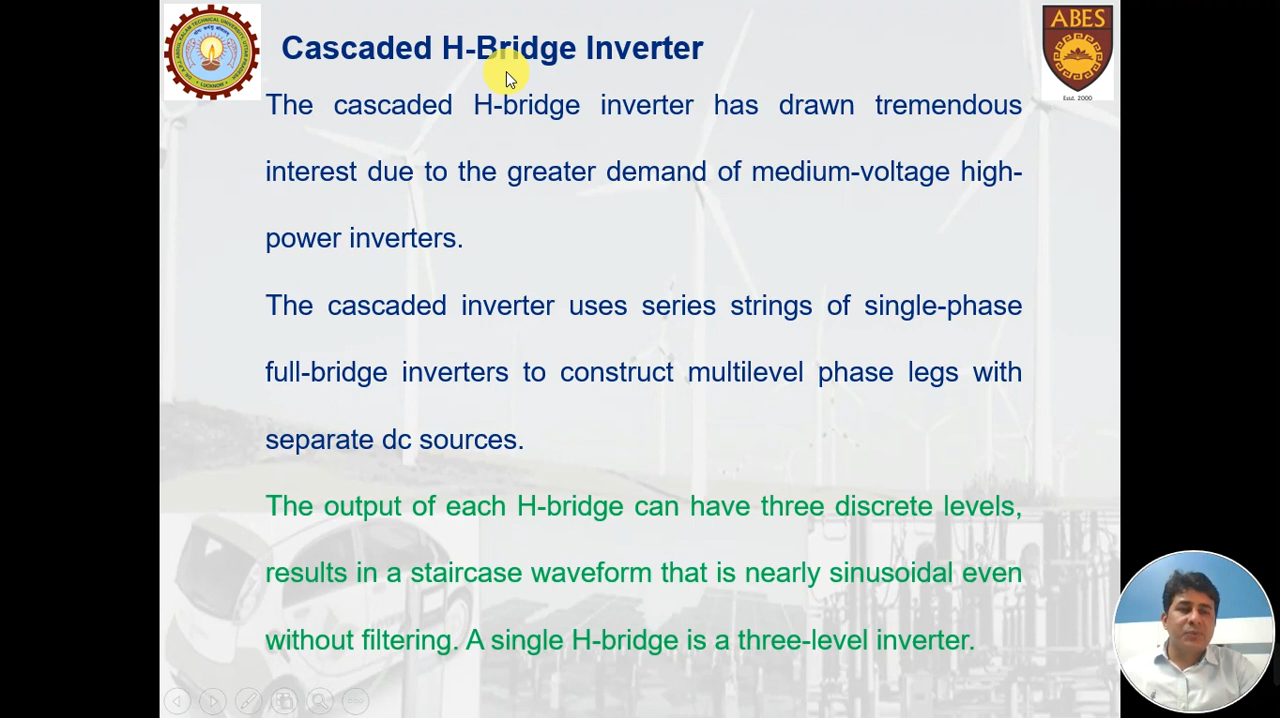 Cascaded H-Bridge Inverter
ABES
Estd. 2000
The cascaded H-bridge inverter has drawn tremendous
interest due to the greater demand of medium-voltage high-
power inverters.
The cascaded inverter uses series strings of single-phase
full-bridge inverters to construct multilevel phase legs with
separate dc sources.
The output of each H-bridge can have three discrete levels,
results in a staircase waveform that is nearly sinusoidal even
without filtering. A single H-bridge is a three-level inverter.